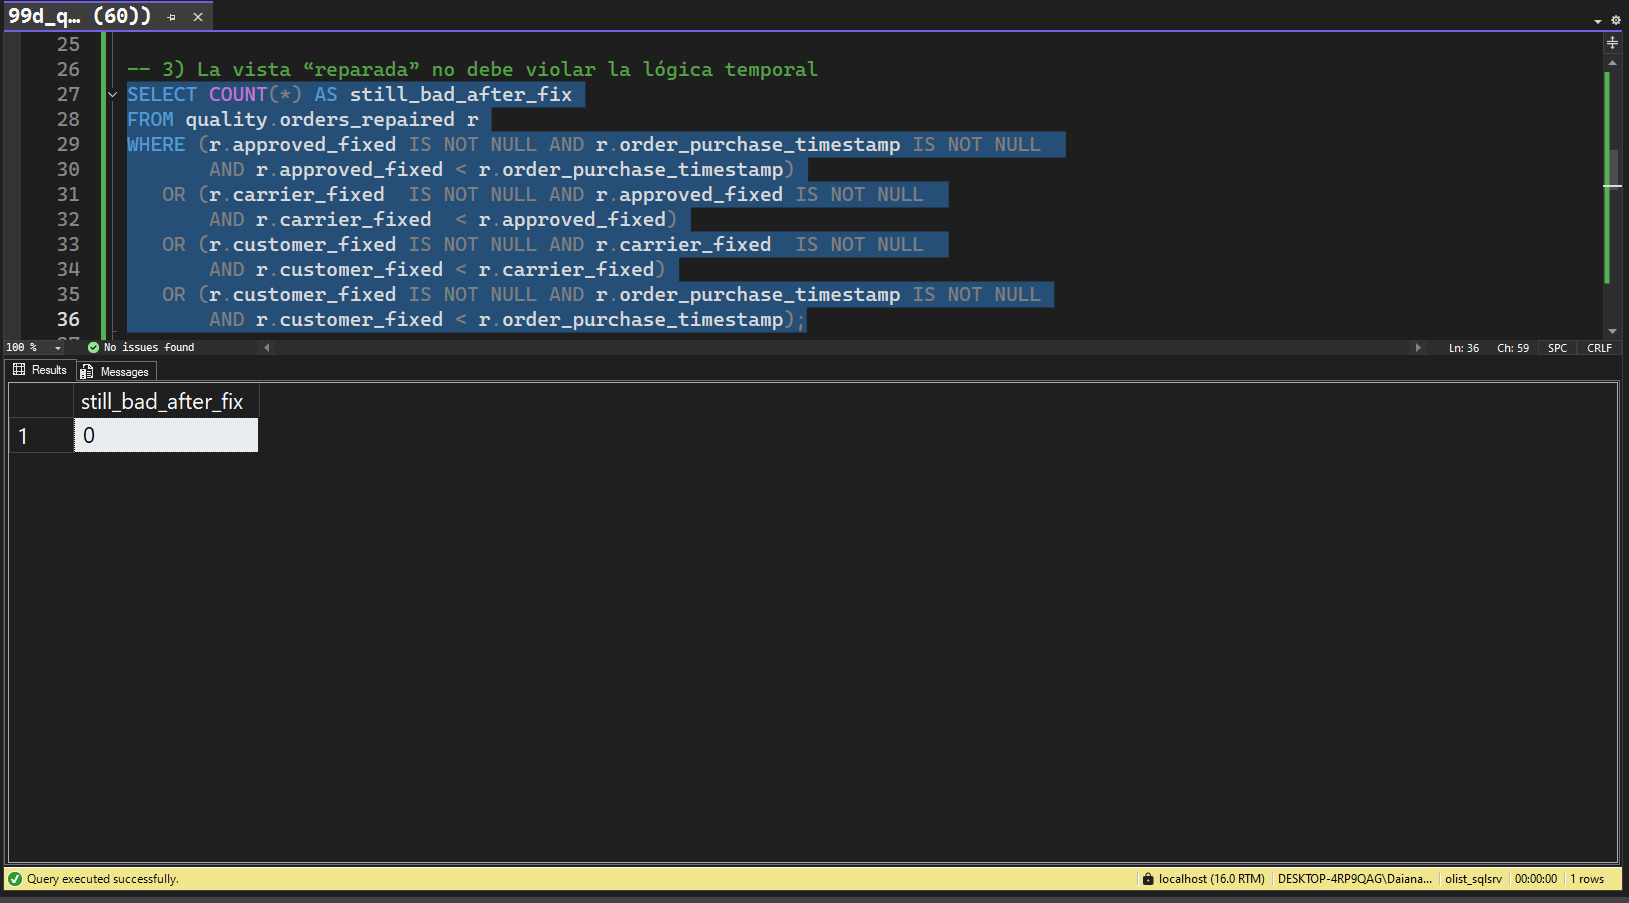 99d_q... (60))
25
26 -- 3) La vista “reparada” no debe violar la lógica temporal
27 SELECT COUNT(*) AS still_bad_after_fix
28 FROM quality.orders_repaired r
29 WHERE (r.approved_fixed IS NOT NULL AND r.order_purchase_timestamp IS NOT NULL
30 AND r.approved_fixed < r.order_purchase_timestamp)
31 OR (r.carrier_fixed IS NOT NULL AND r.approved_fixed IS NOT NULL
32 AND r.carrier_fixed < r.approved_fixed)
33 OR (r.customer_fixed IS NOT NULL AND r.carrier_fixed IS NOT NULL
34 AND r.customer_fixed < r.carrier_fixed)
35 OR (r.customer_fixed IS NOT NULL AND r.order_purchase_timestamp IS NOT NULL
36 AND r.customer_fixed < r.order_purchase_timestamp);
100 % No issues found Ln: 36 Ch: 59 SPC CRLF
Results Messages
still_bad_after_fix
1 0
Query executed successfully. localhost (16.0 RTM) DESKTOP-4RP9QAG\Daiana... olist_sqlsrv 00:00:00 1 rows